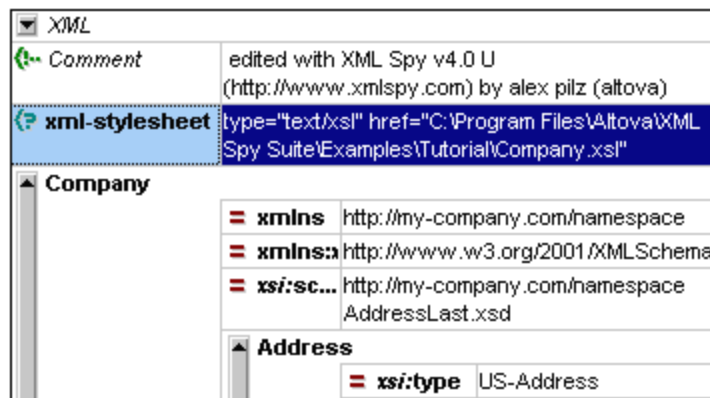 XML
Comment edited with XML Spy v4.0 U
(http://www.xmlspy.com) by alex pilz (altova)
xml-stylesheet type="text/xsl" href="C:\Program Files\Altova\XML
Spy Suite\Examples\Tutorial\Company.xsl"
Company
= xmlns http://my-company.com/namespace
= xmlns:x http://www.w3.org/2001/XMLSchema
= xsi:sc... http://my-company.com/namespace
AddressLast.xsd
Address
= xsi:type US-Address